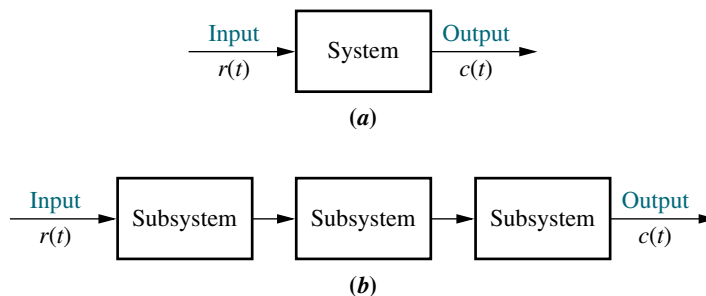 Input System Output
r(t) c(t)
(a)
Input Output
Subsystem Subsystem Subsystem
r(t) c(t)
(b)